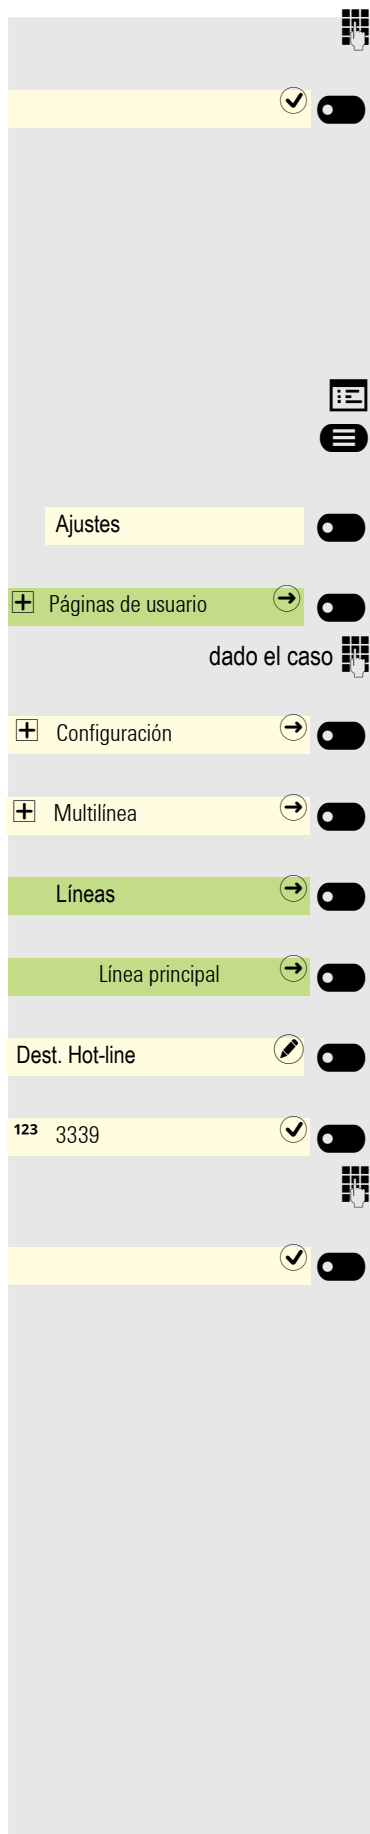 Ajustes
Páginas de usuario
dado el caso
Configuración
Multilínea
Líneas
Línea principal
Dest. Hot-line
123 3339